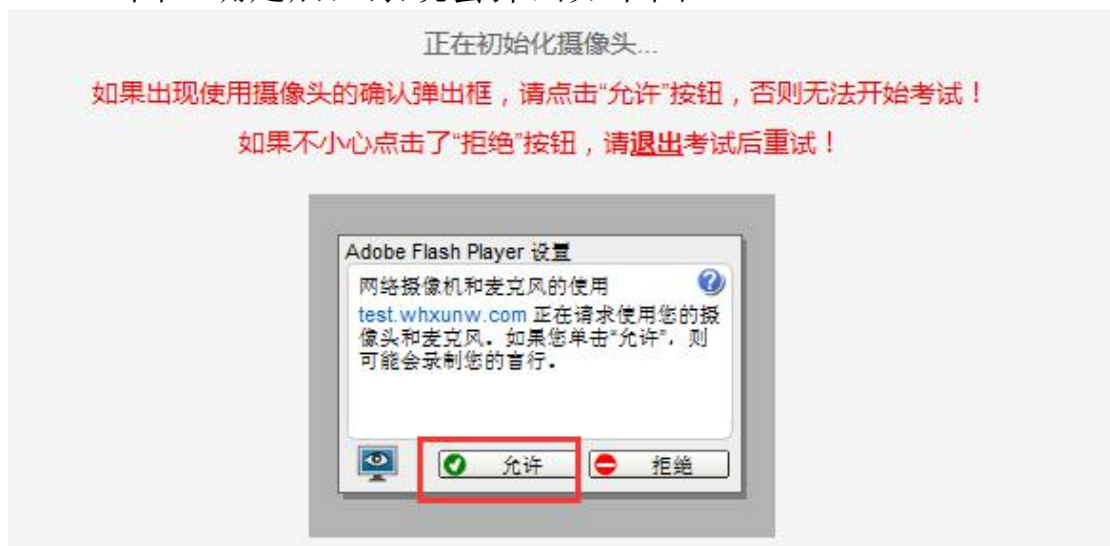 正在初始化摄像头...
如果出现使用摄像头的确认弹出框，请点击“允许”按钮，否则无法开始考试！
如果不小心点击了“拒绝”按钮，请退出考试后重试！
Adobe Flash Player 设置
网络摄像机和麦克风的使用
test.whxunw.com 正在请求使用您的摄
像头和麦克风。如果您单击“允许”，则
可能会录制您的言行。
允许
拒绝